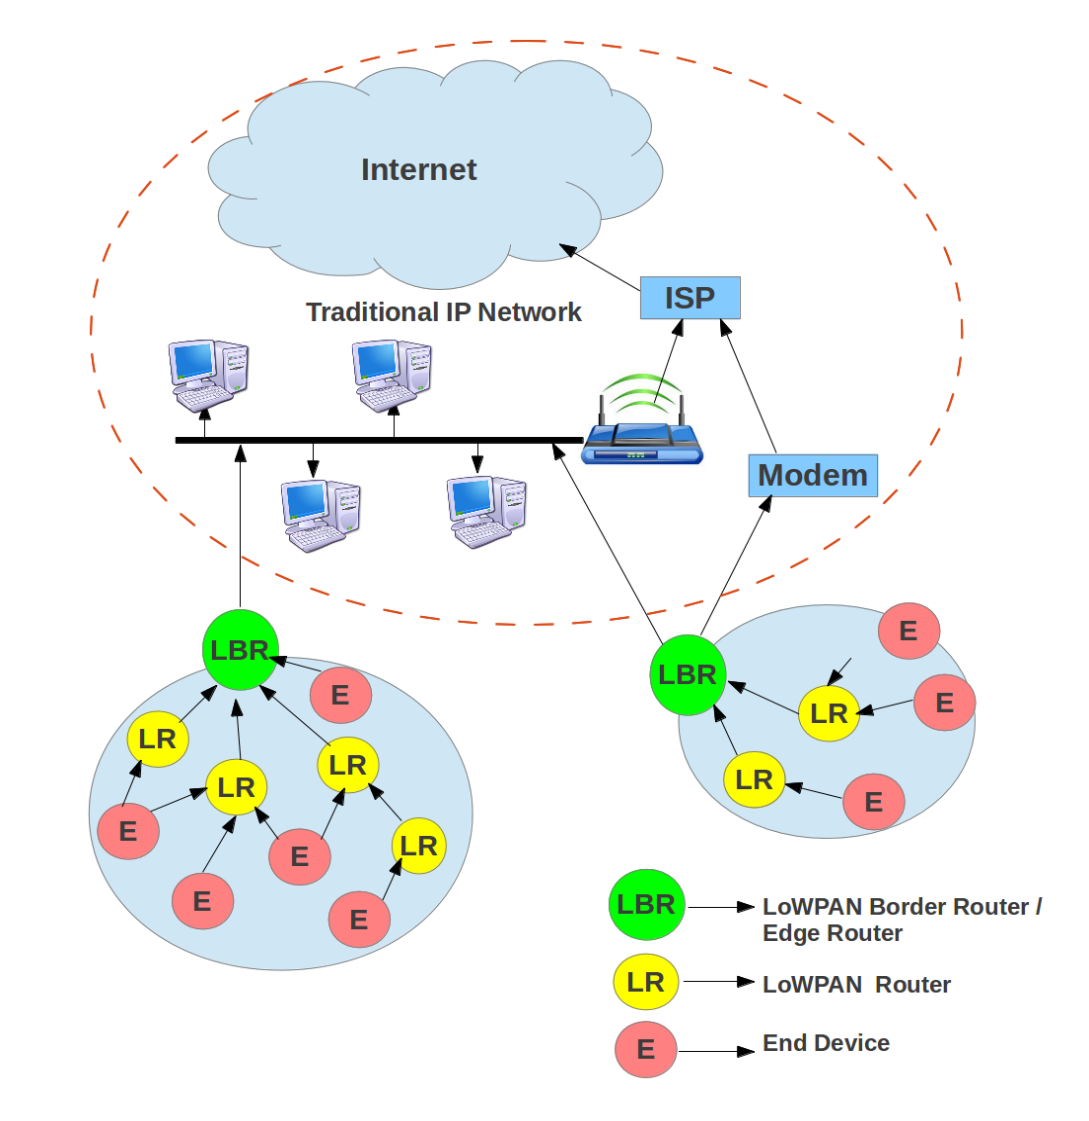 Internet
ISP
Traditional IP Network
Modem
LBR
E
LR
LR
LR
E
LR
E
E
E
LBR
E
E
LR
LR
E
LBR
LoWPAN Border Router /
Edge Router
LR
LoWPAN Router
E
End Device